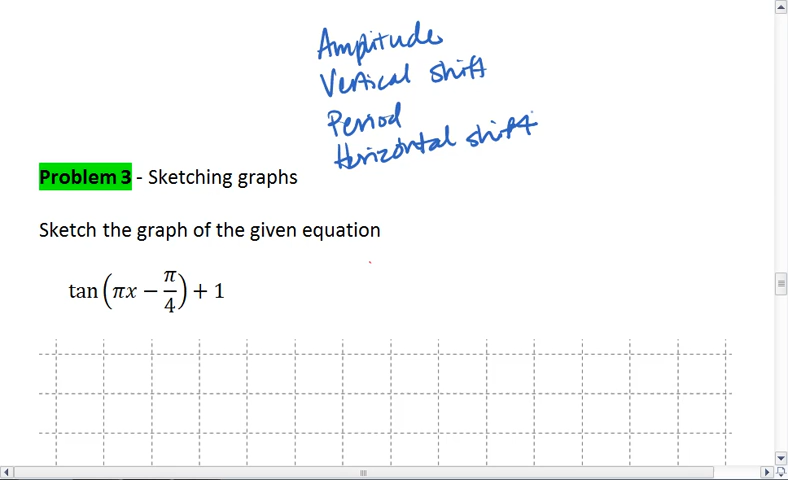 Amplitude
Vertical shift
Period
Horizontal shift
Problem 3 - Sketching graphs
Sketch the graph of the given equation
tan(πx − π/4) + 1